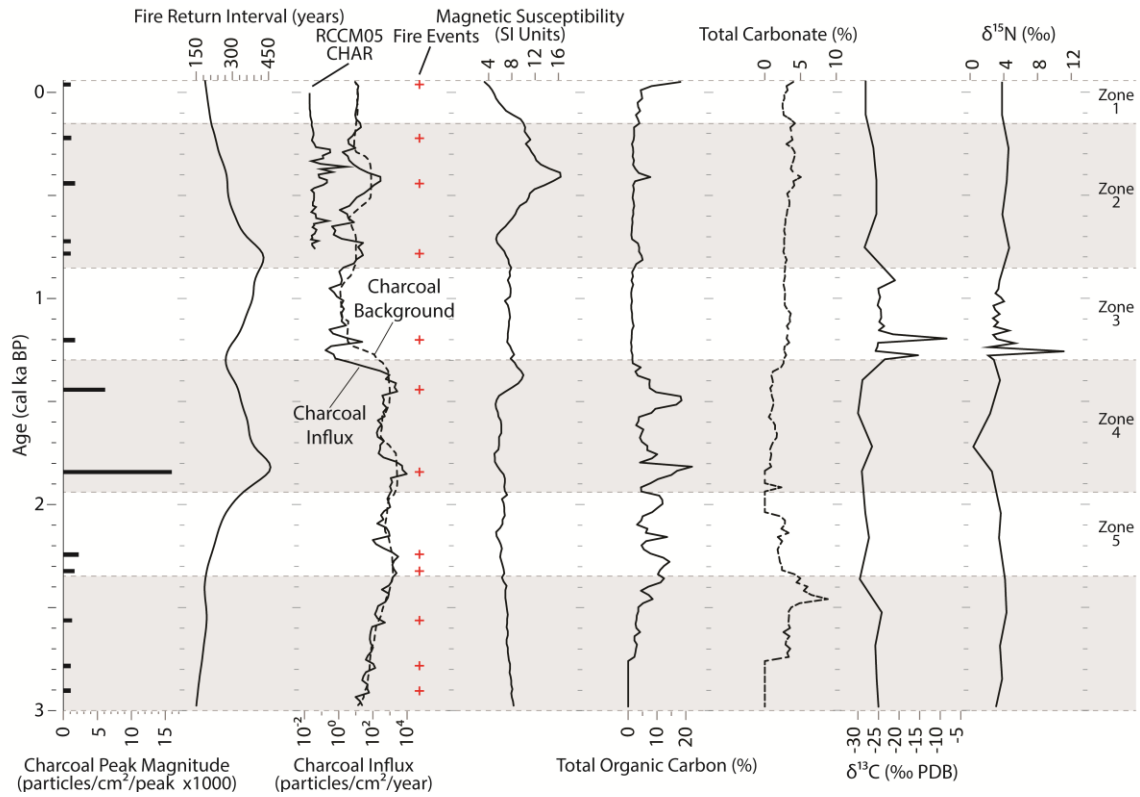 Fire Return Interval (years)
150
300
450
RCCM05
CHAR
Fire Events
Magnetic Susceptibility
(SI Units)
4 8 12 16
Total Carbonate (%)
0 5 10
δ¹⁵N (‰)
0 4 8 12
0
1
2
3
Age (cal ka BP)
Zone
1
Zone
2
Zone
3
Zone
4
Zone
5
Charcoal
Background
Charcoal
Influx
0 5 10 15
Charcoal Peak Magnitude
(particles/cm²/peak x1000)
10⁻² 10⁰ 10² 10⁴
Charcoal Influx
(particles/cm²/year)
0 10 20
Total Organic Carbon (%)
-30 -25 -20 -15 -10 -5
δ¹³C (‰ PDB)